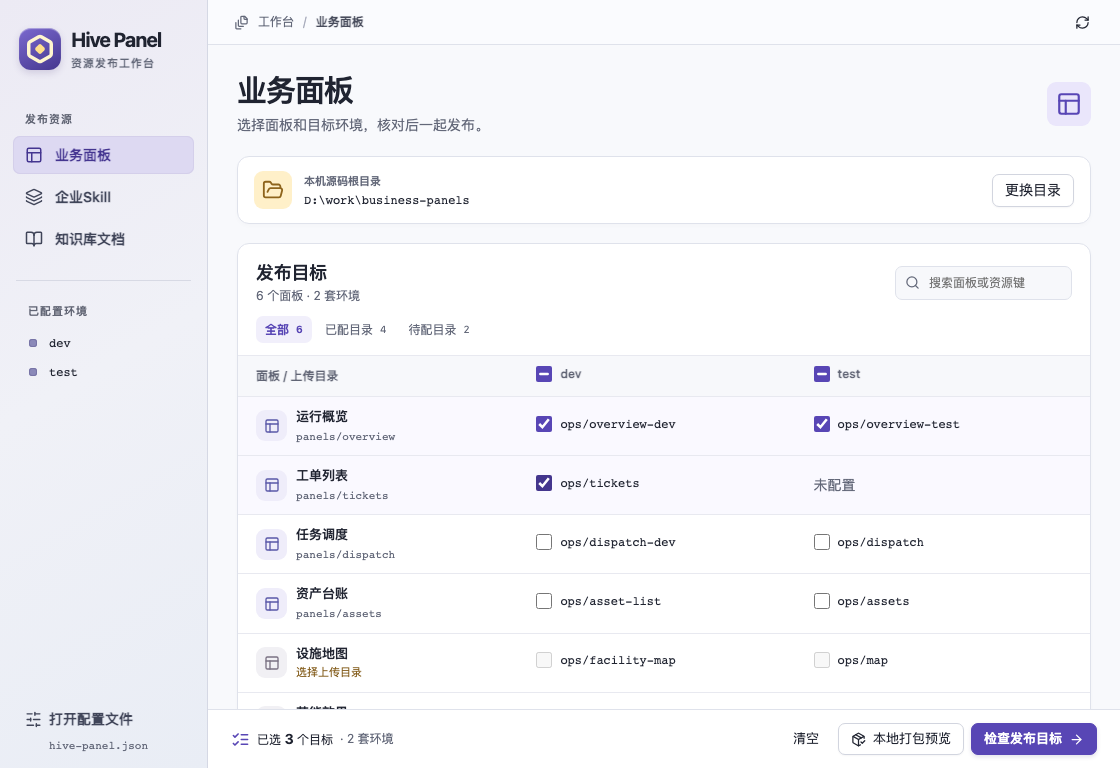 Hive Panel
资源发布工作台
发布资源
业务面板
企业Skill
知识库文档
已配置环境
dev
test
打开配置文件
hive-panel.json
工作台 / 业务面板
业务面板
选择面板和目标环境，核对后一起发布。
本机源码根目录
D:\work\business-panels
更换目录
发布目标
6 个面板 · 2 套环境
搜索面板或资源键
全部 6 已配目录 4 待配目录 2
面板 / 上传目录 dev test
运行概览
panels/overview
ops/overview-dev
ops/overview-test
工单列表
panels/tickets
ops/tickets
未配置
任务调度
panels/dispatch
ops/dispatch-dev
ops/dispatch
资产台账
panels/assets
ops/asset-list
ops/assets
设施地图
选择上传目录
ops/facility-map
ops/map
已选 3 个目标 · 2 套环境
清空
本地打包预览
检查发布目标